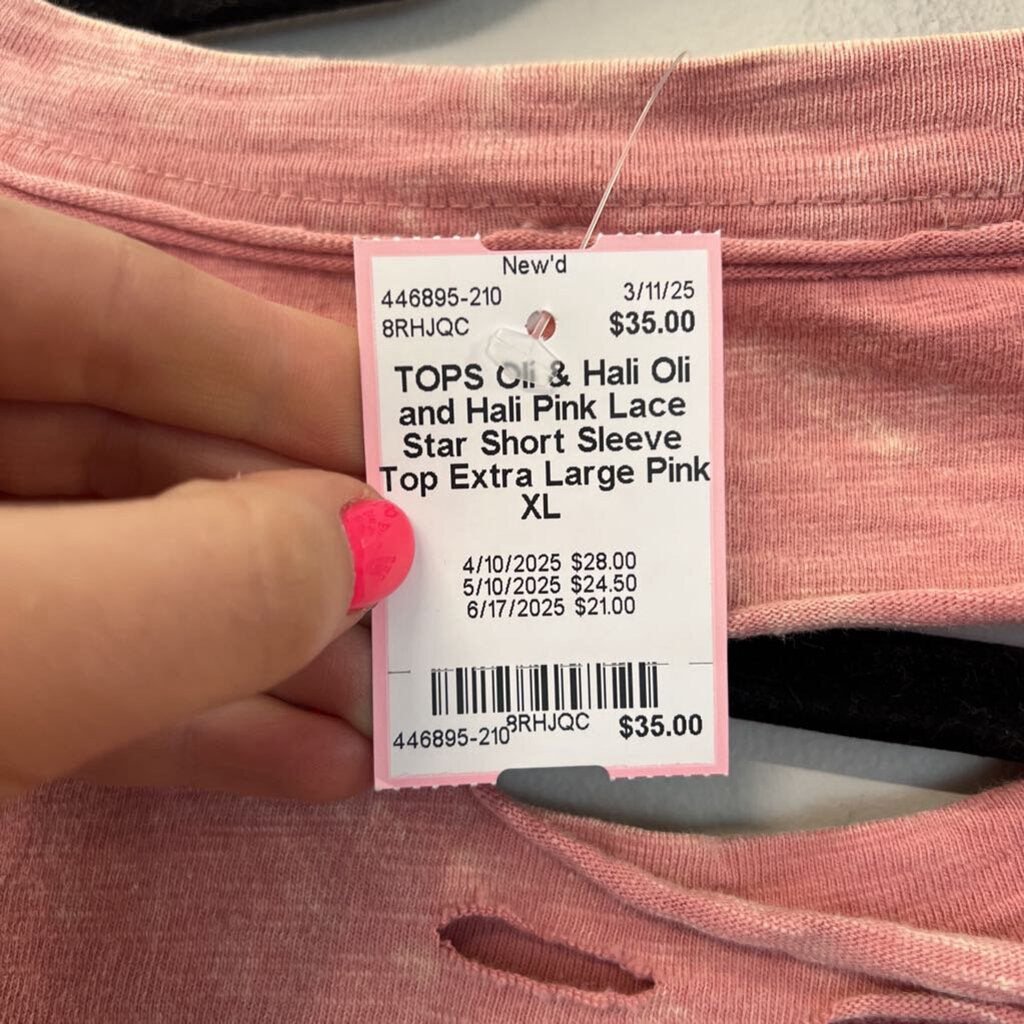 New'd
446895-210 3/11/25
8RHJQC $35.00
TOPS Oli & Hali Oli
and Hali Pink Lace
Star Short Sleeve
Top Extra Large Pink
XL
4/10/2025 $28.00
5/10/2025 $24.50
6/17/2025 $21.00
446895-210 8RHJQC $35.00